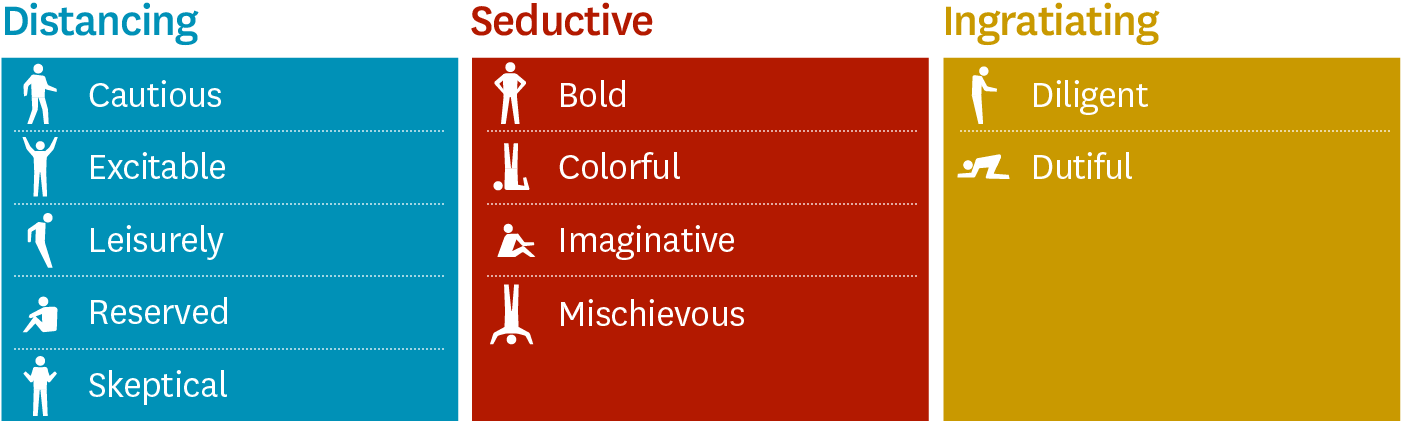 Distancing
Cautious
Excitable
Leisurely
Reserved
Skeptical
Seductive
Bold
Colorful
Imaginative
Mischievous
Ingratiating
Diligent
Dutiful